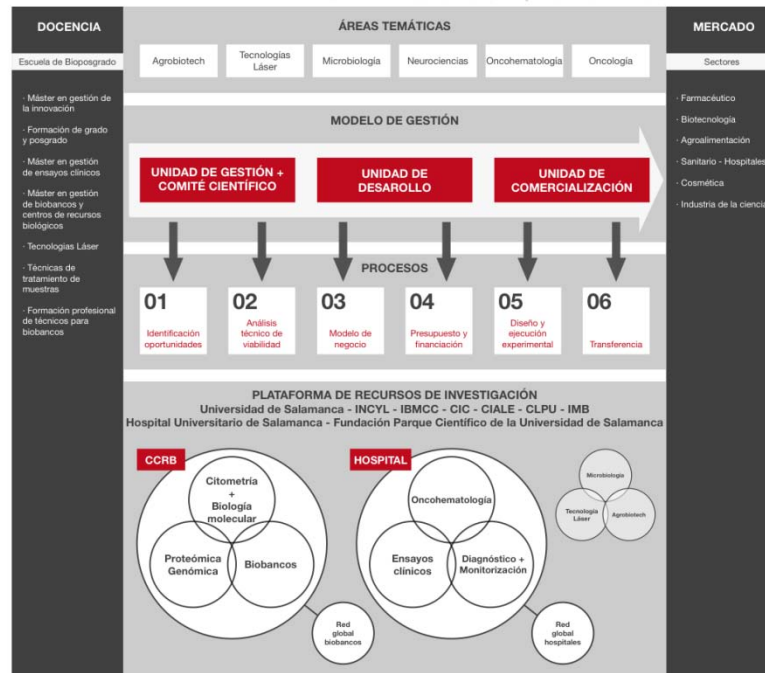 DOCENCIA
Escuela de Bioposgrado
· Máster en gestión de
la innovación
· Formación de grado
y posgrado
· Máster en gestión
de ensayos clínicos
· Máster en gestión
de biobancos y
centros de recursos
biológicos
· Tecnologias Láser
· Técnicas de
tratamiento de
muestras
· Formación profesional
de técnicos para
biobancos
ÁREAS TEMÁTICAS
Agrobiotech
Tecnologías
Láser
Microbiología
Neurociencias
Oncohematología
Oncología
MODELO DE GESTIÓN
UNIDAD DE GESTIÓN +
COMITÉ CIENTÍFICO
UNIDAD DE
DESAROLLO
UNIDAD DE
COMERCIALIZACIÓN
PROCESOS
01
Identificación
oportunidades
02
Análisis
técnico de
viabilidad
03
Modelo de
negocio
04
Presupuesto y
financiación
05
Diseño y
ejecución
experimental
06
Transferencia
PLATAFORMA DE RECURSOS DE INVESTIGACIÓN
Universidad de Salamanca - INCYL - IBMCC - CIC - CIALE - CLPU - IMB
Hospital Universitario de Salamanca - Fundación Parque Científico de la Universidad de Salamanca
CCRB
Citometría
+
Biología
molecular
Proteómica
Genómica
Biobancos
Red
global
biobancos
HOSPITAL
Oncohematología
Ensayos
clínicos
Diagnóstico +
Monitorización
Red
global
hospitales
Microbiología
Tecnología
Láser
Agrobiotech
MERCADO
Sectores
· Farmacéutico
· Biotecnología
· Agroalimentación
· Sanitario - Hospitales
· Cosmética
· Industria de la ciencia